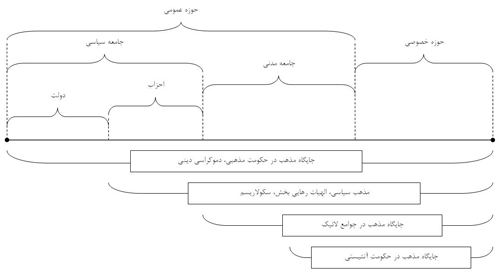 حوزه عمومی
حوزه خصوصی
جامعه سیاسی
جامعه مدنی
احزاب
دولت
جایگاه مذهب در حکومت مذهبی، دموکراسی دینی
مذهب سیاسی، الهیات رهایی بخش، سکولاریسم
جایگاه مذهب در جوامع لائیک
جایگاه مذهب در حکومت آتئیستی